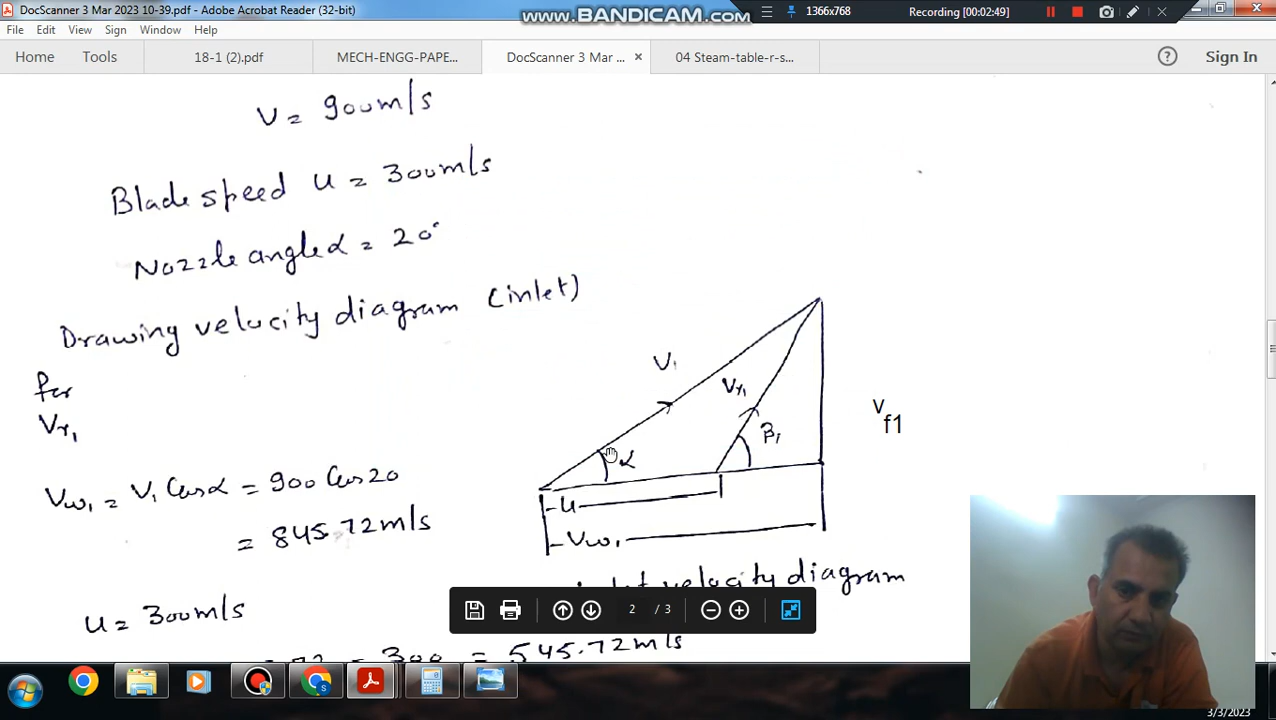 DocScanner 3 Mar 2023 10-39.pdf - Adobe Acrobat Reader (32-bit)
www.BANDICAM.com
1366x768
Recording [00:02:49]
File Edit View Sign Window Help
Home Tools 18-1 (2).pdf MECH-ENGG-PAPE... DocScanner 3 Mar ... × 04 Steam-table-r-s... Sign In
V = 900m/s
Blade speed u = 300m/s
Nozzle angle α = 20°
Drawing velocity diagram (inlet)
for
Vr1
V1
Vr1
α
β1
u
Vw1
Vf1
Vw1 = V1 Cosα = 900 Cos20
= 845.72m/s
inlet velocity diagram
u = 300m/s
300 = 545.72m/s
2 / 3
3/3/2023